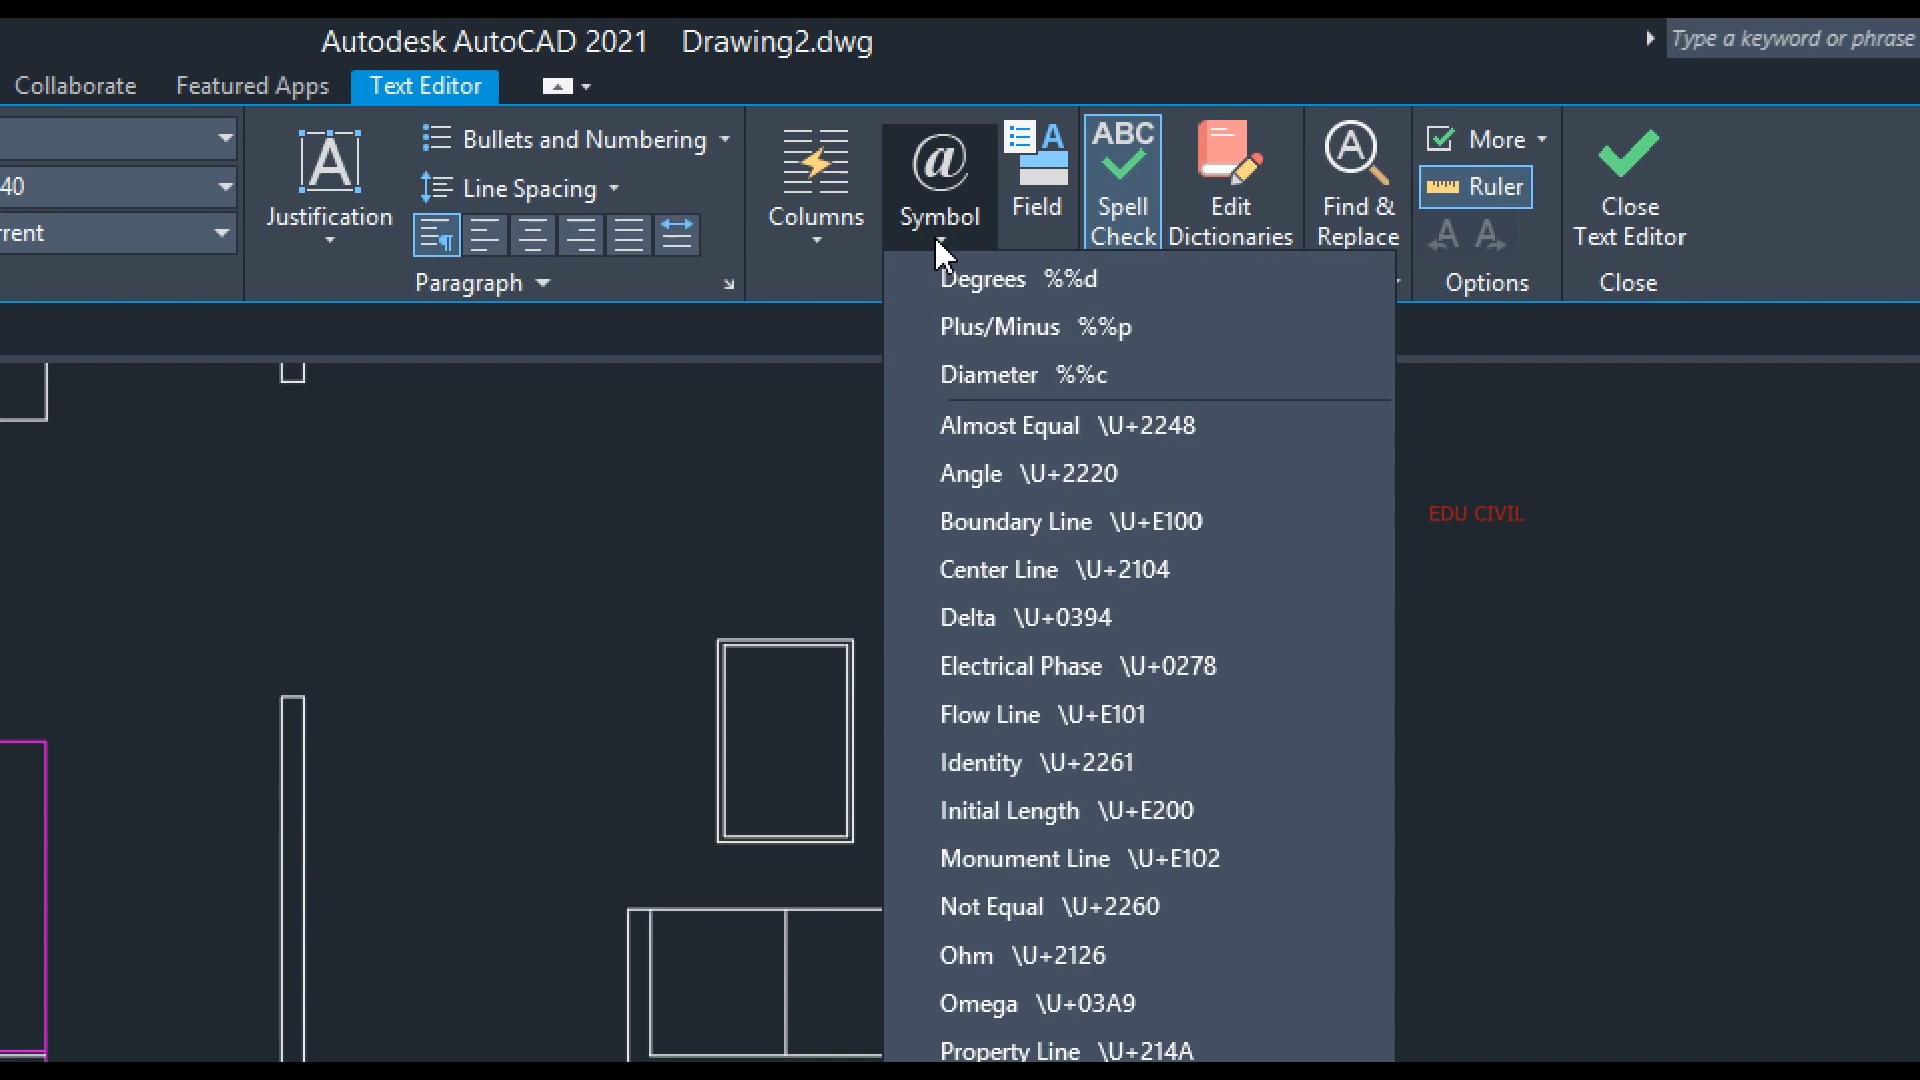 Autodesk AutoCAD 2021 Drawing2.dwg
Type a keyword or phrase
Collaborate Featured Apps Text Editor
Bullets and Numbering
Line Spacing
Justification
Paragraph
Columns
@
Symbol
A
Field
ABC
Spell
Check
Edit
Dictionaries
A
Find &
Replace
More
Ruler
A A
Options
Close
Text Editor
Close
40
rrent
A
Degrees %%d
Plus/Minus %%p
Diameter %%c
Almost Equal \U+2248
Angle \U+2220
Boundary Line \U+E100
Center Line \U+2104
Delta \U+0394
Electrical Phase \U+0278
Flow Line \U+E101
Identity \U+2261
Initial Length \U+E200
Monument Line \U+E102
Not Equal \U+2260
Ohm \U+2126
Omega \U+03A9
Property Line \U+214A
EDU CIVIL